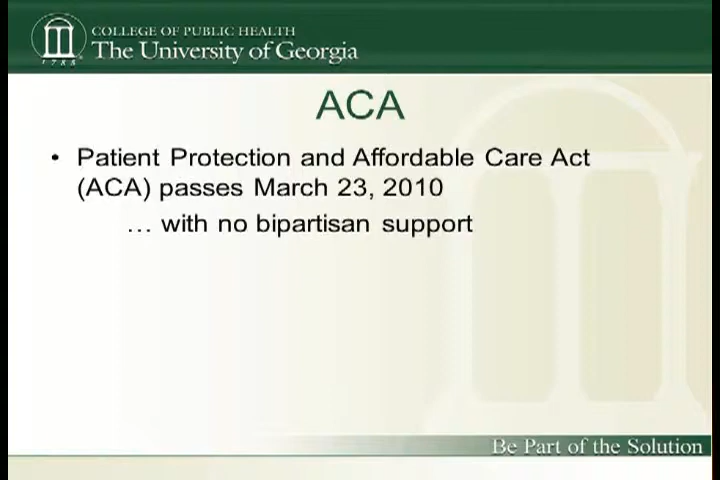 COLLEGE OF PUBLIC HEALTH
The University of Georgia
1785
ACA
• Patient Protection and Affordable Care Act
(ACA) passes March 23, 2010
… with no bipartisan support
Be Part of the Solution